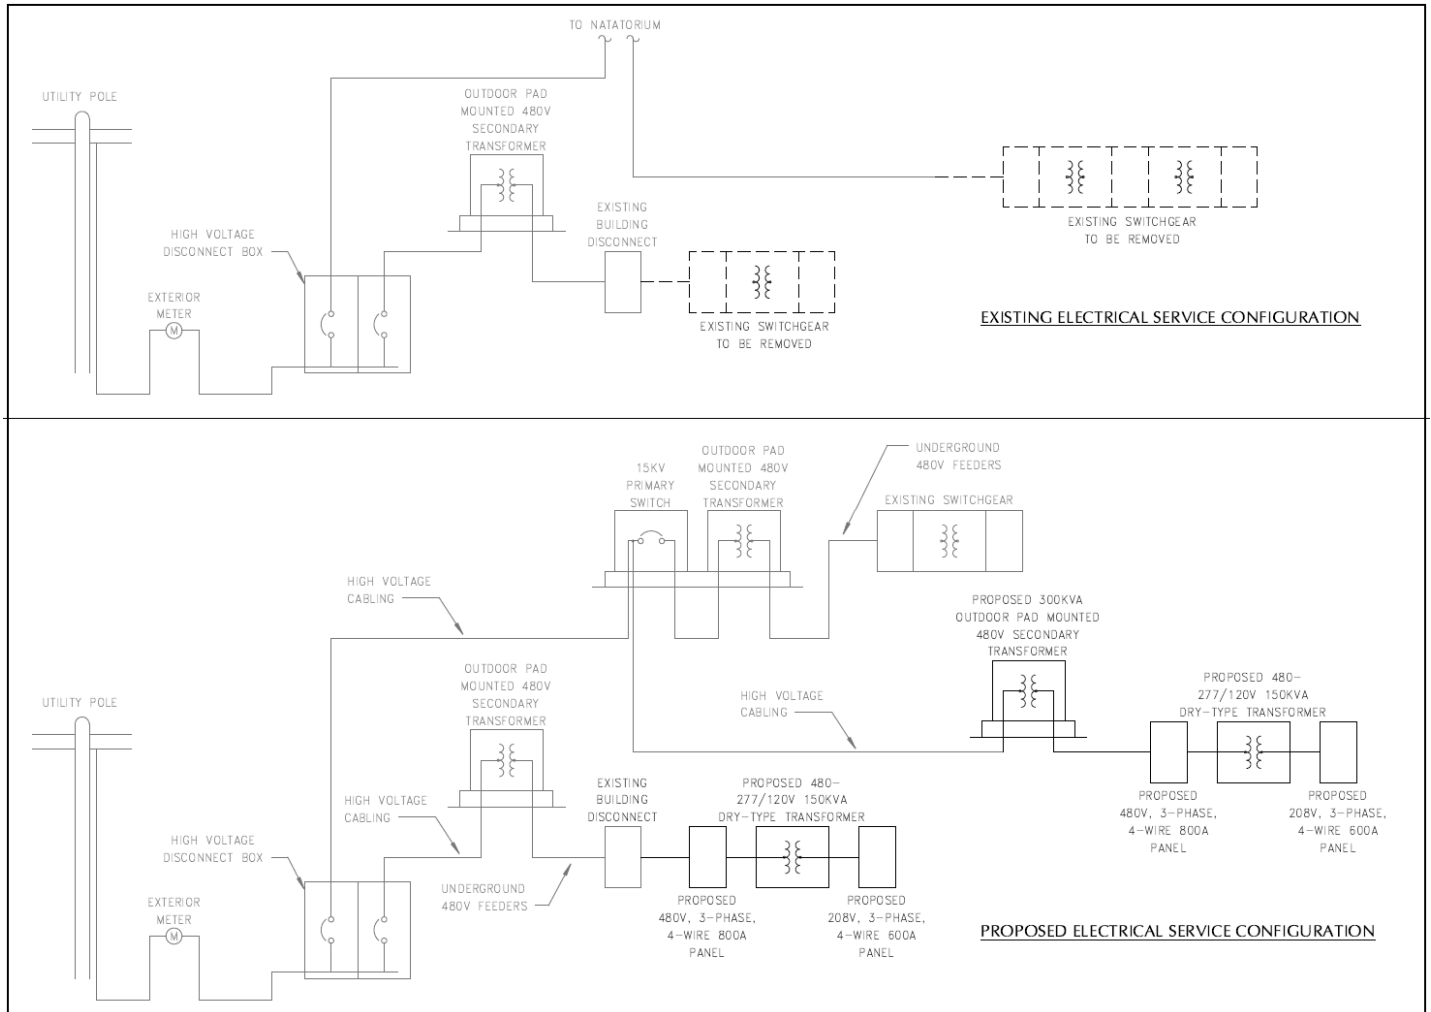 TO NATATORIUM
UTILITY POLE
OUTDOOR PAD
MOUNTED 480V
SECONDARY
TRANSFORMER
EXISTING
BUILDING
DISCONNECT
HIGH VOLTAGE
DISCONNECT BOX
EXTERIOR
METER
M
EXISTING SWITCHGEAR
TO BE REMOVED
EXISTING SWITCHGEAR
TO BE REMOVED
EXISTING ELECTRICAL SERVICE CONFIGURATION
15KV
PRIMARY
SWITCH
OUTDOOR PAD
MOUNTED 480V
SECONDARY
TRANSFORMER
UNDERGROUND
480V FEEDERS
EXISTING SWITCHGEAR
HIGH VOLTAGE
CABLING
PROPOSED 300KVA
OUTDOOR PAD MOUNTED
480V SECONDARY
TRANSFORMER
OUTDOOR PAD
MOUNTED 480V
SECONDARY
TRANSFORMER
UTILITY POLE
HIGH VOLTAGE
CABLING
PROPOSED 480-
277/120V 150KVA
DRY-TYPE TRANSFORMER
PROPOSED
480V, 3-PHASE,
4-WIRE 800A
PANEL
PROPOSED
208V, 3-PHASE,
4-WIRE 600A
PANEL
HIGH VOLTAGE
CABLING
EXISTING
BUILDING
DISCONNECT
PROPOSED 480-
277/120V 150KVA
DRY-TYPE TRANSFORMER
HIGH VOLTAGE
DISCONNECT BOX
UNDERGROUND
480V FEEDERS
EXTERIOR
METER
M
PROPOSED
480V, 3-PHASE,
4-WIRE 800A
PANEL
PROPOSED
208V, 3-PHASE,
4-WIRE 600A
PANEL
PROPOSED ELECTRICAL SERVICE CONFIGURATION